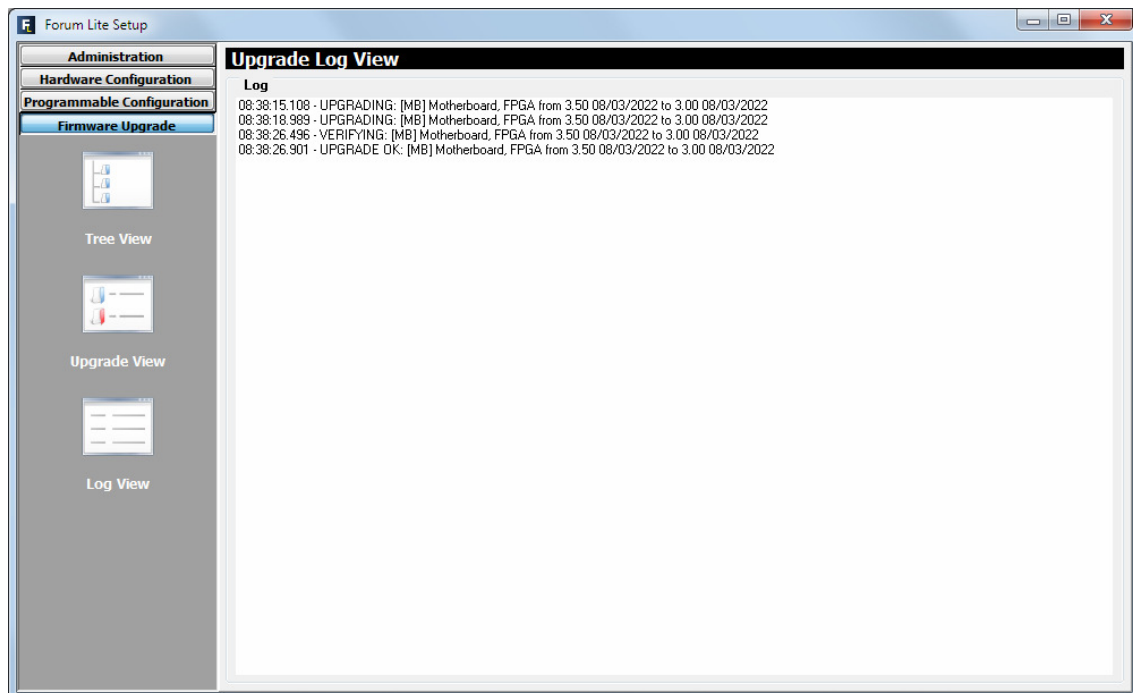 Forum Lite Setup
Administration
Hardware Configuration
Programmable Configuration
Firmware Upgrade
Tree View
Upgrade View
Log View
Upgrade Log View
Log
08:38:15.108 - UPGRADING: [MB] Motherboard, FPGA from 3.50 08/03/2022 to 3.00 08/03/2022
08:38:18.989 - UPGRADING: [MB] Motherboard, FPGA from 3.50 08/03/2022 to 3.00 08/03/2022
08:38:26.496 - VERIFYING: [MB] Motherboard, FPGA from 3.50 08/03/2022 to 3.00 08/03/2022
08:38:26.901 - UPGRADE OK: [MB] Motherboard, FPGA from 3.50 08/03/2022 to 3.00 08/03/2022